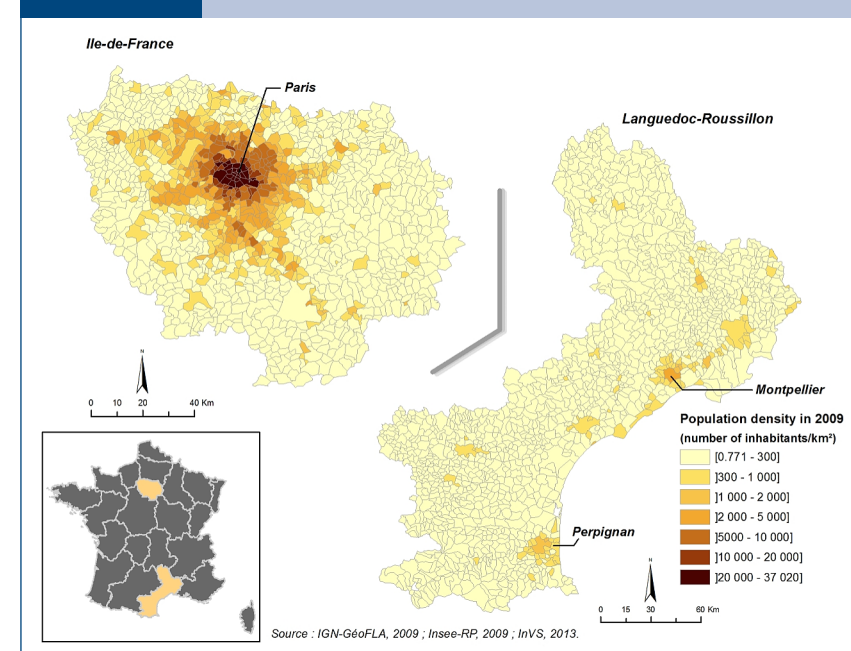 Ile-de-France
Paris
Languedoc-Roussillon
N
0 10 20 40 Km
Montpellier
Population density in 2009
(number of inhabitants/km²)
[0.771 - 300]
]300 - 1 000]
]1 000 - 2 000]
]2 000 - 5 000]
]5000 - 10 000]
]10 000 - 20 000]
]20 000 - 37 020]
Perpignan
N
0 15 30 60 Km
Source : IGN-GéoFLA, 2009 ; Insee-RP, 2009 ; InVS, 2013.